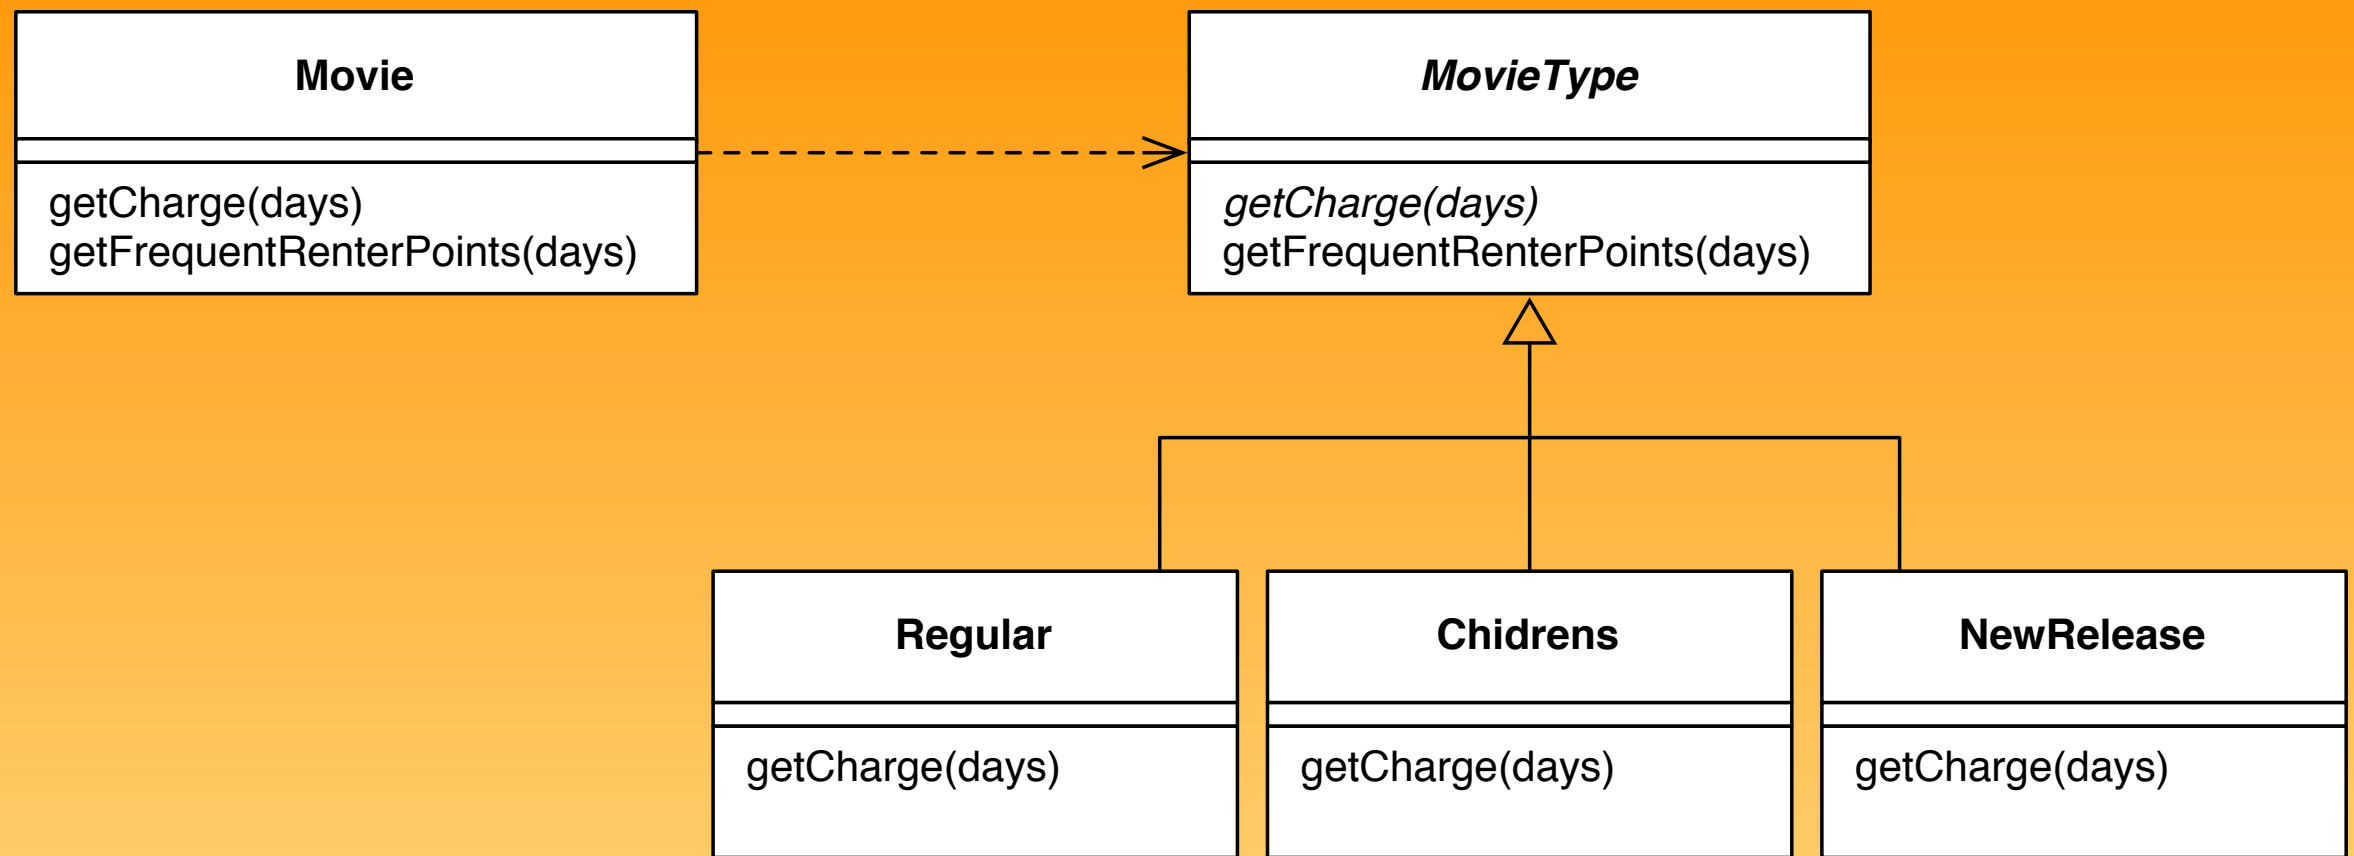 Movie
getCharge(days)
getFrequentRenterPoints(days)
MovieType
getCharge(days)
getFrequentRenterPoints(days)
Regular
getCharge(days)
Chidrens
getCharge(days)
NewRelease
getCharge(days)